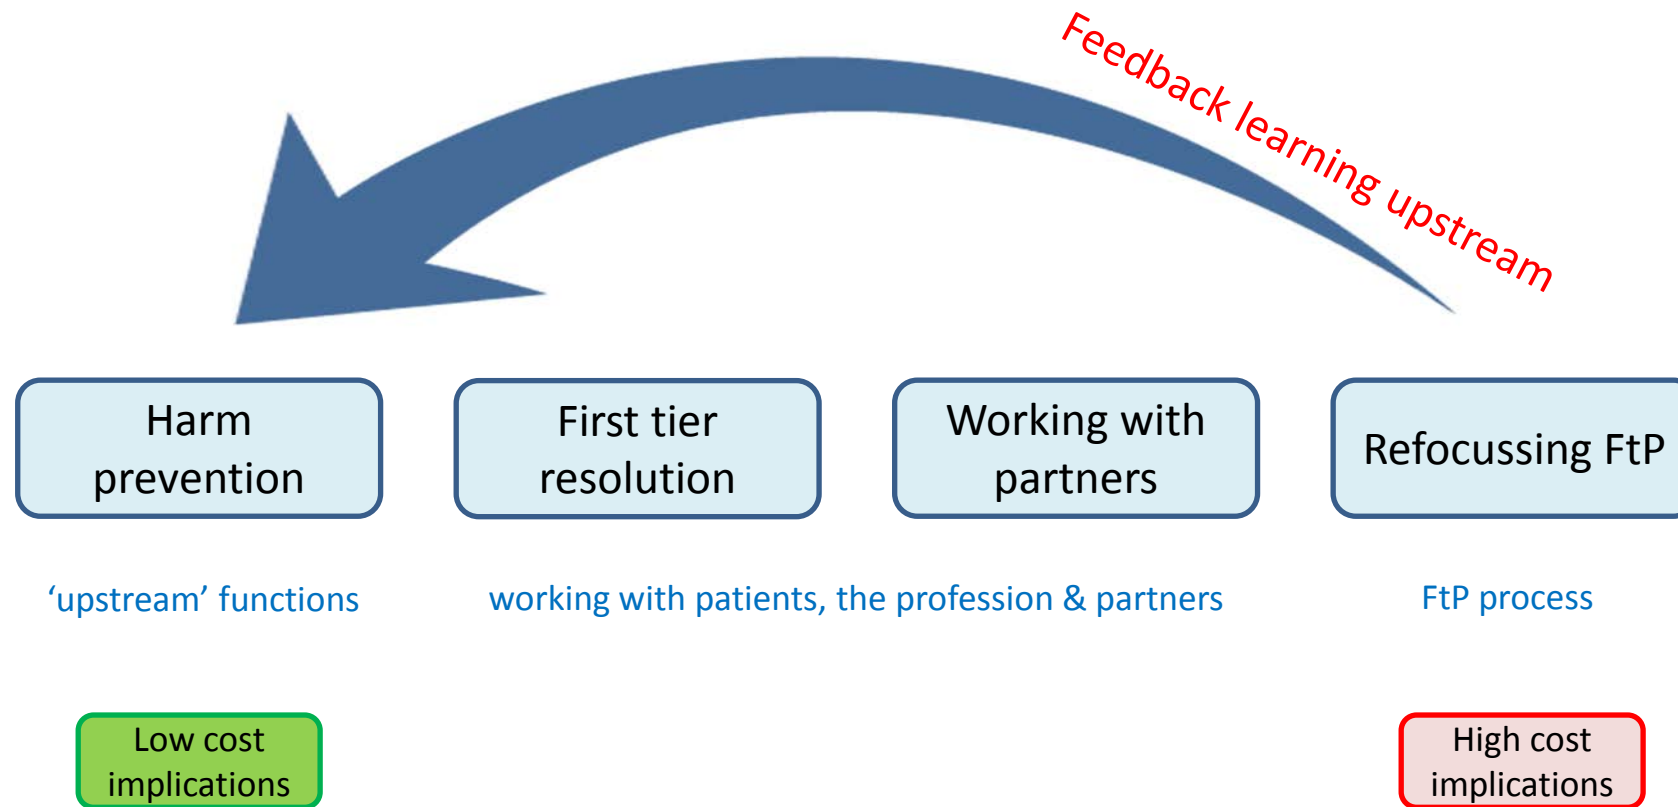 Feedback learning upstream
Harm
prevention
First tier
resolution
Working with
partners
Refocussing FtP
‘upstream’ functions
working with patients, the profession & partners
FtP process
Low cost
implications
High cost
implications